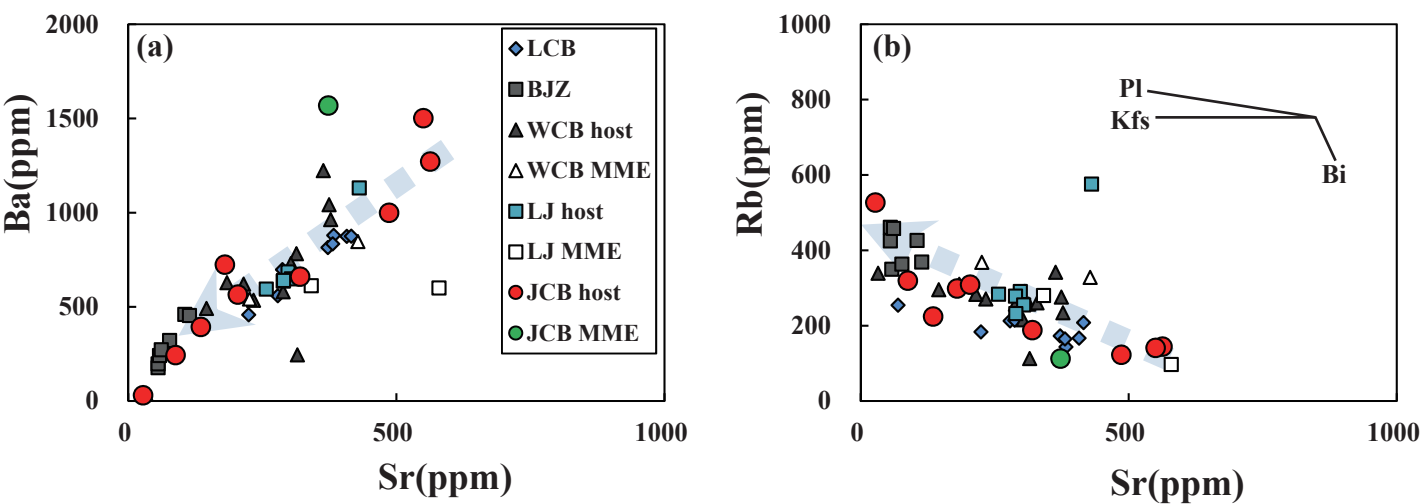 (a)
Ba(ppm)
2000
1500
1000
500
0
0
500
1000
Sr(ppm)
LCB
BJZ
WCB host
WCB MME
LJ host
LJ MME
JCB host
JCB MME
(b)
Rb(ppm)
1000
800
600
400
200
0
0
500
1000
Sr(ppm)
Pl
Kfs
Bi